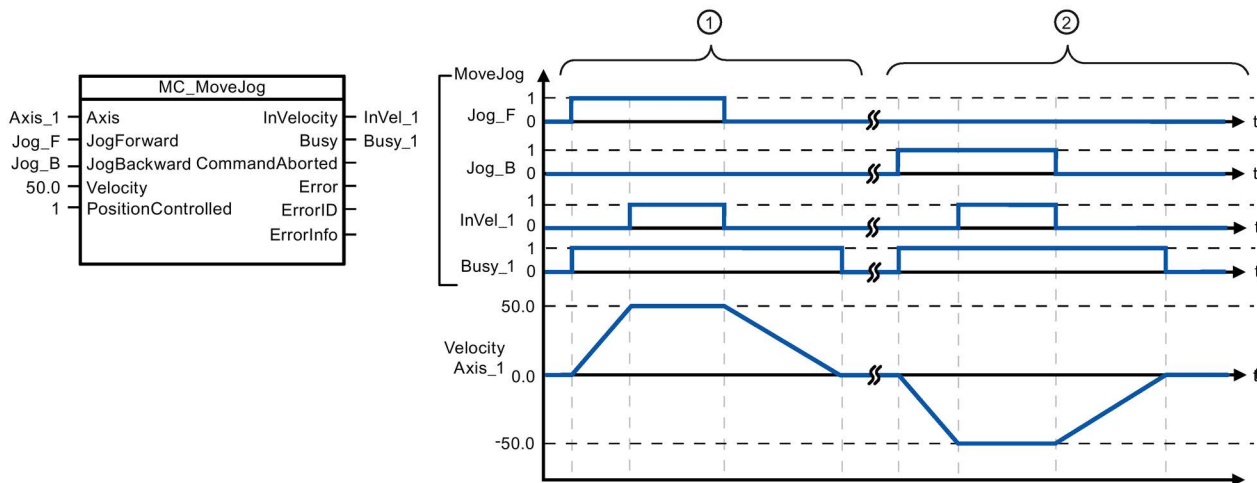 ① ②
MC_MoveJog
Axis_1 Axis InVelocity InVel_1
Jog_F JogForward Busy Busy_1
Jog_B JogBackward CommandAborted
50.0 Velocity Error
1 PositionControlled ErrorID
ErrorInfo
MoveJog
1
Jog_F 0 t
1
Jog_B 0 t
1
InVel_1 0 t
1
Busy_1 0 t
50.0
Velocity
Axis_1 0.0 t
-50.0